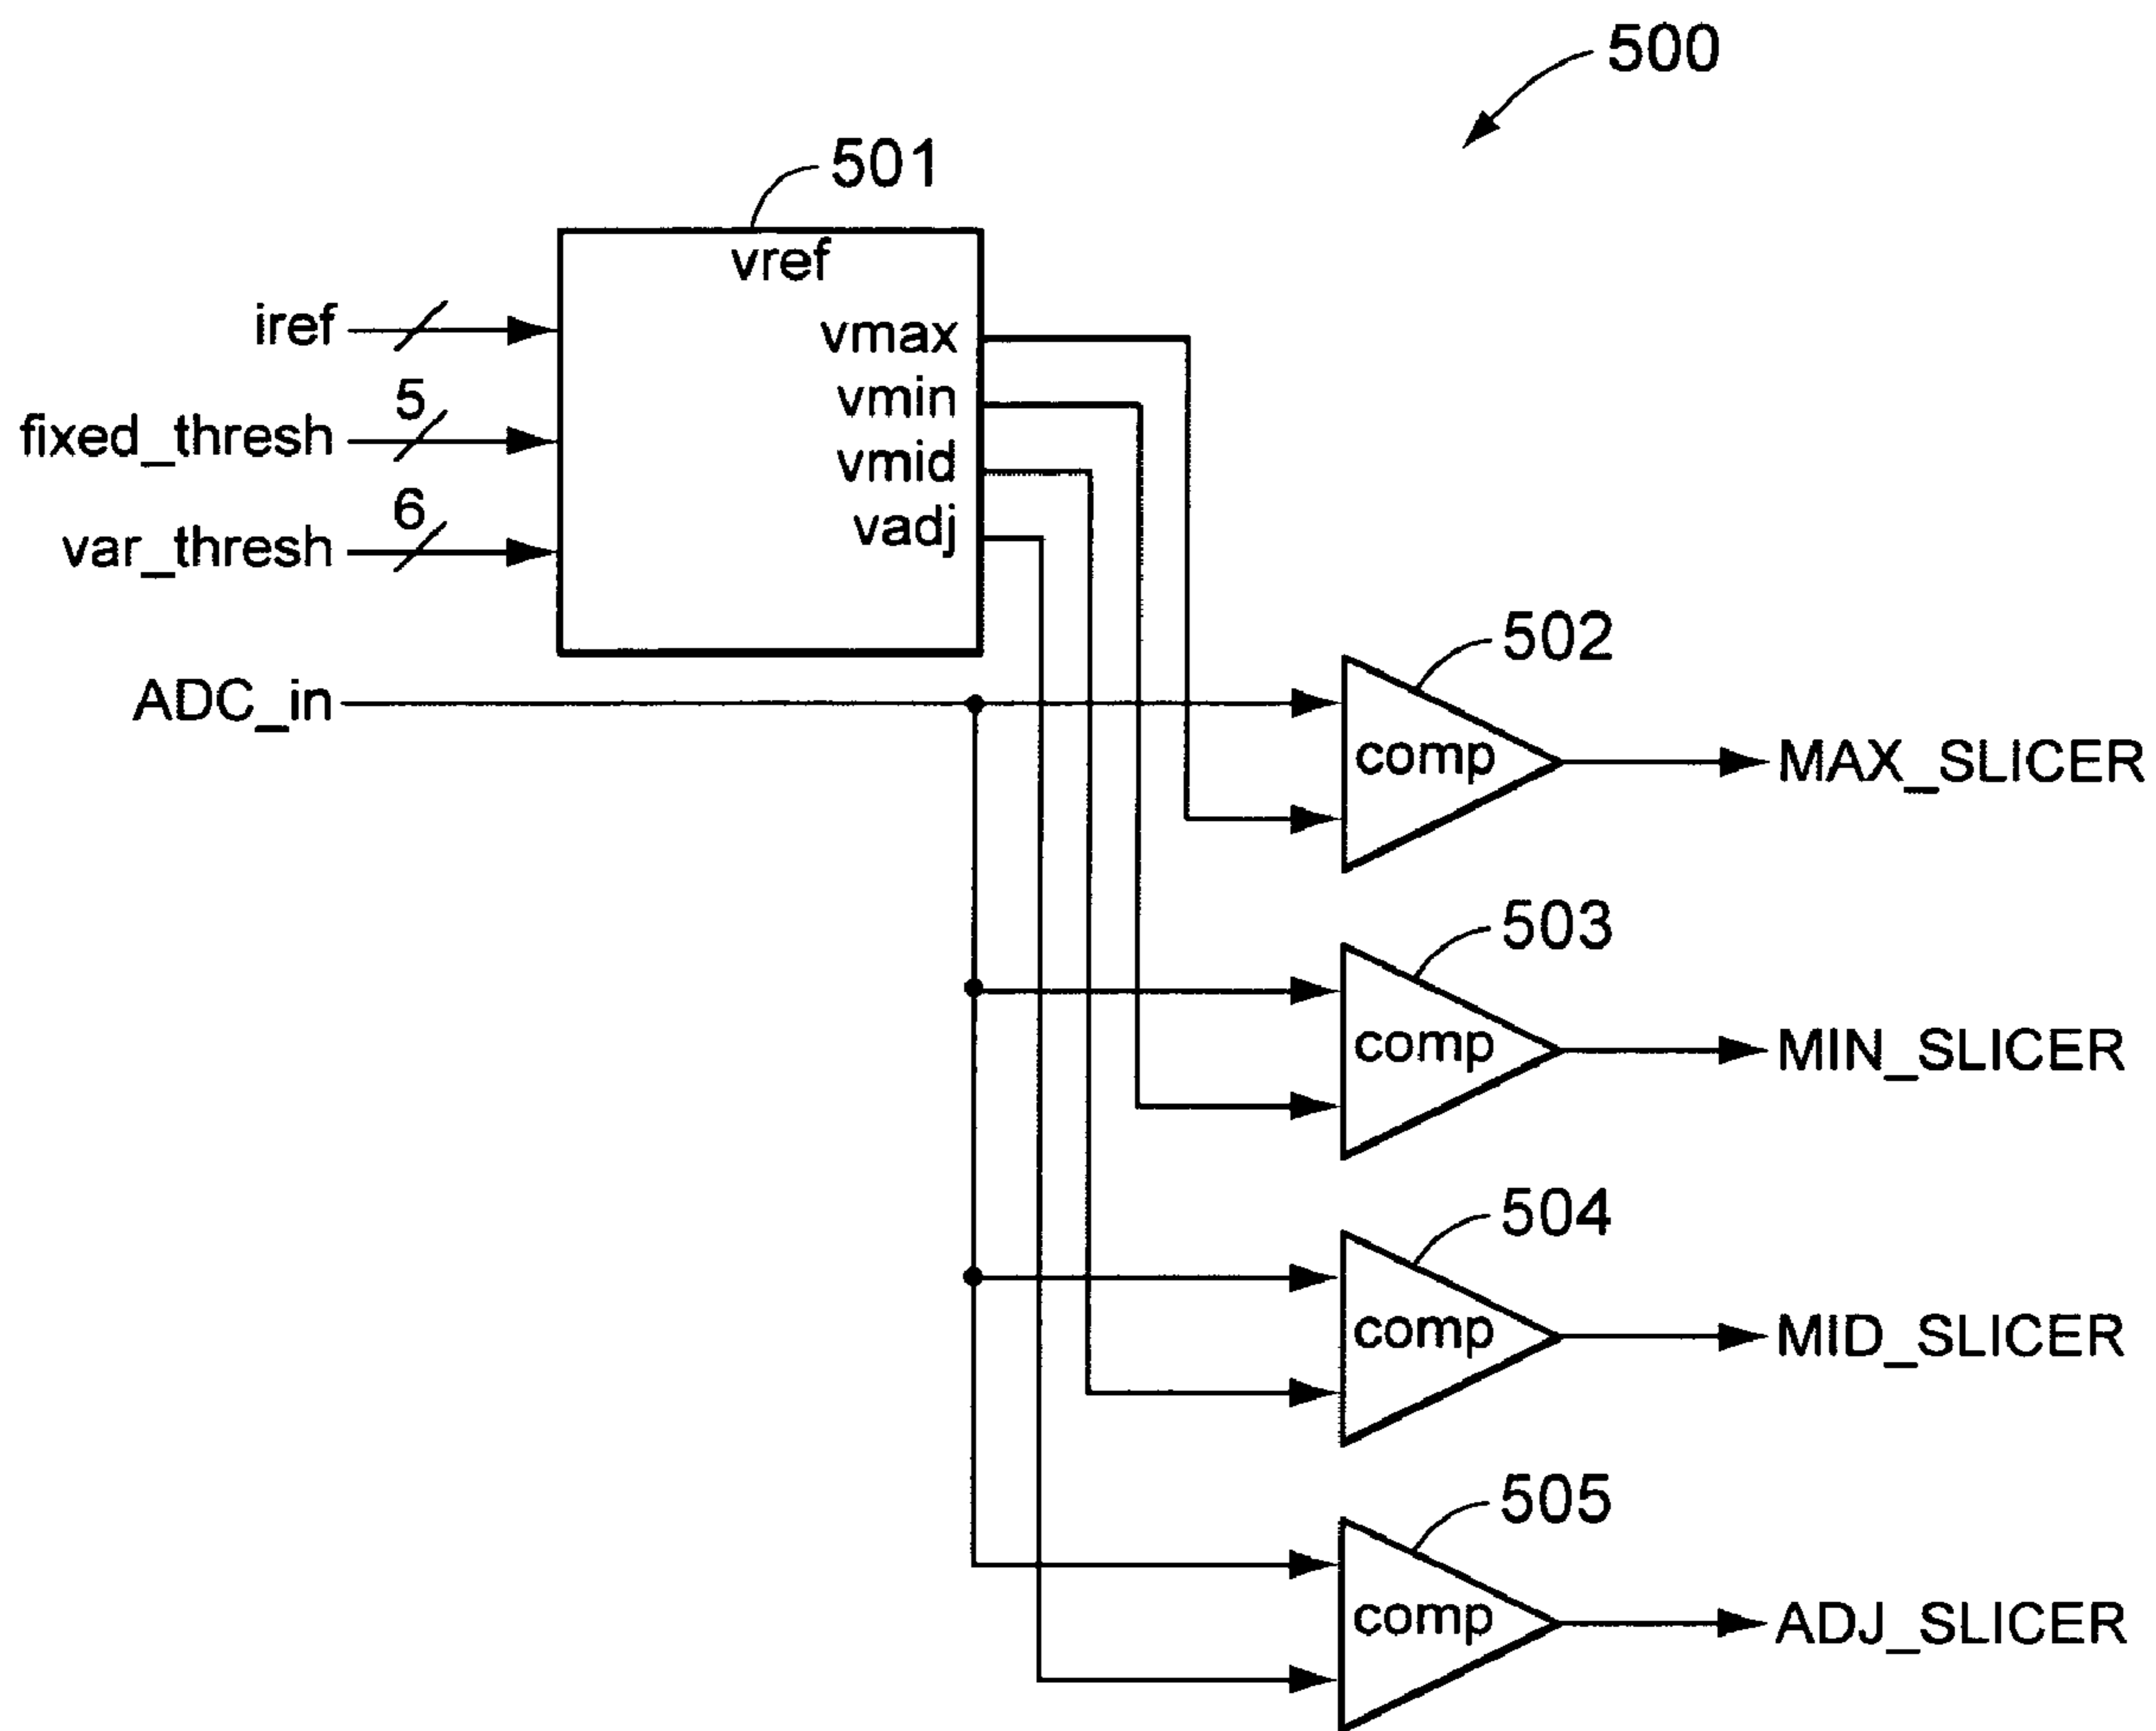 500
501
vref
iref
vmax
5
fixed_thresh
vmin
vmid
6
var_thresh
vadj
ADC_in
502
comp
MAX_SLICER
503
comp
MIN_SLICER
504
comp
MID_SLICER
505
comp
ADJ_SLICER